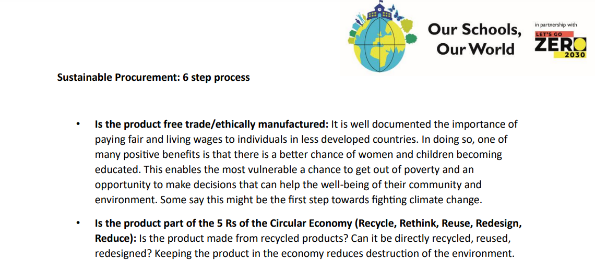 in partnership with
Our Schools,
Our World
LET'S GO
ZERO
2030
Sustainable Procurement: 6 step process
• Is the product free trade/ethically manufactured: It is well documented the importance of
paying fair and living wages to individuals in less developed countries. In doing so, one of
many positive benefits is that there is a better chance of women and children becoming
educated. This enables the most vulnerable a chance to get out of poverty and an
opportunity to make decisions that can help the well-being of their community and
environment. Some say this might be the first step towards fighting climate change.
• Is the product part of the 5 Rs of the Circular Economy (Recycle, Rethink, Reuse, Redesign,
Reduce): Is the product made from recycled products? Can it be directly recycled, reused,
redesigned? Keeping the product in the economy reduces destruction of the environment.